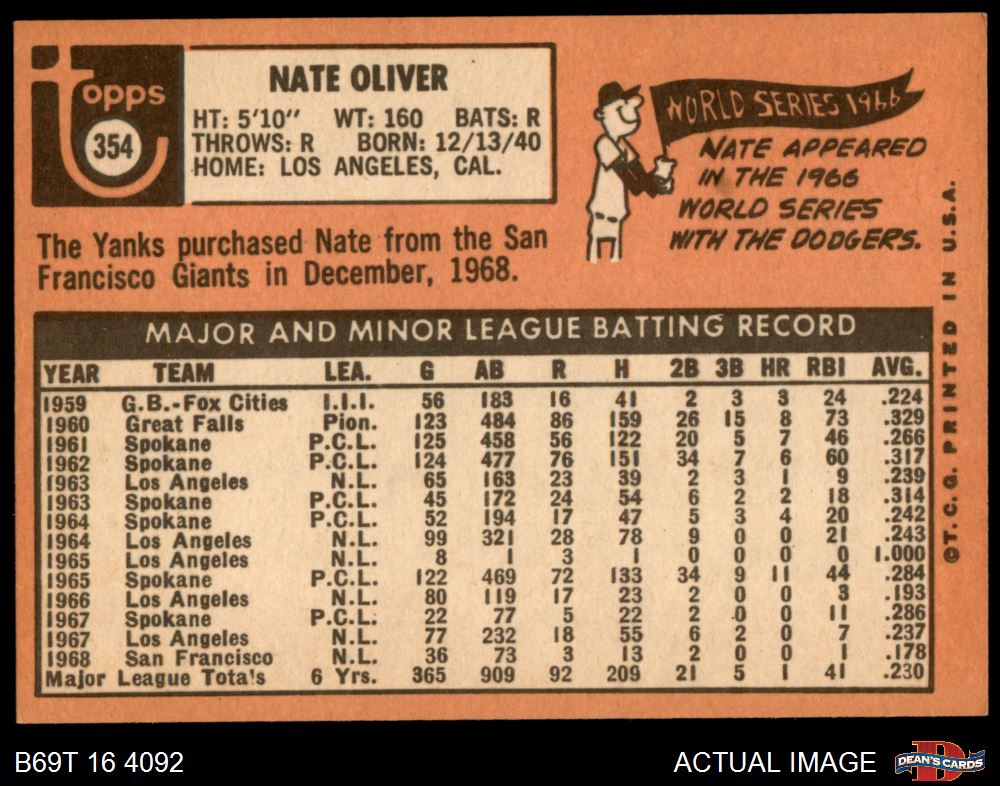 Topps
354
NATE OLIVER
HT: 5'10" WT: 160 BATS: R
THROWS: R BORN: 12/13/40
HOME: LOS ANGELES, CAL.
WORLD SERIES 1966
NATE APPEARED
IN THE 1966
WORLD SERIES
WITH THE DODGERS.
The Yanks purchased Nate from the San
Francisco Giants in December, 1968.
MAJOR AND MINOR LEAGUE BATTING RECORD
YEAR TEAM LEA. G AB R H 2B 3B HR RBI AVG.
1959 G.B.-Fox Cities I.I.I. 56 183 16 41 2 3 3 24 .224
1960 Great Falls Pion. 123 484 86 159 26 15 8 73 .329
1961 Spokane P.C.L. 125 458 56 122 20 5 7 46 .266
1962 Spokane P.C.L. 124 477 76 151 34 7 6 60 .317
1963 Los Angeles N.L. 65 163 23 39 2 3 1 9 .239
1963 Spokane P.C.L. 45 172 24 54 6 2 2 18 .314
1964 Spokane P.C.L. 52 194 17 47 5 3 4 20 .242
1964 Los Angeles N.L. 99 321 28 78 9 0 0 21 .243
1965 Los Angeles N.L. 8 1 3 1 0 0 0 0 1.000
1965 Spokane P.C.L. 122 469 72 133 34 9 11 44 .284
1966 Los Angeles N.L. 80 119 17 23 2 0 0 3 .193
1967 Spokane P.C.L. 22 77 5 22 2 0 0 11 .286
1967 Los Angeles N.L. 77 232 18 55 6 2 0 7 .237
1968 San Francisco N.L. 36 73 3 13 2 0 0 1 .178
Major League Tota's 6 Yrs. 365 909 92 209 21 5 1 41 .230
©T.C.G. PRINTED IN U.S.A.
B69T 16 4092
ACTUAL IMAGE
D
DEAN'S CARDS